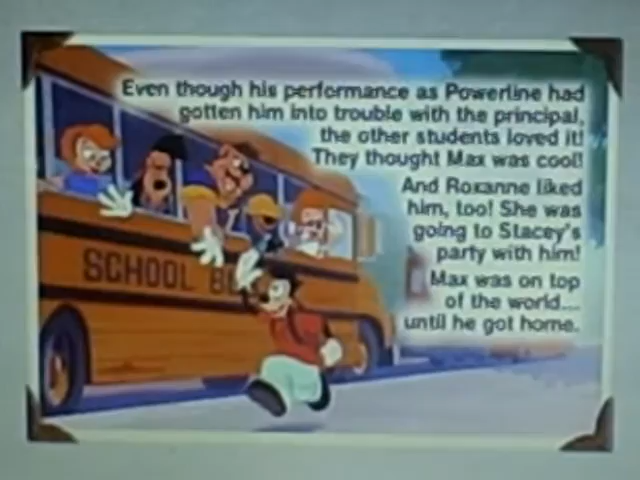 Even though his performance as Powerline had
gotten him into trouble with the principal,
the other students loved it!
They thought Max was cool!
And Roxanne liked
him, too! She was
going to Stacey's
party with him!
Max was on top
of the world....
until he got home.
SCHOOL B